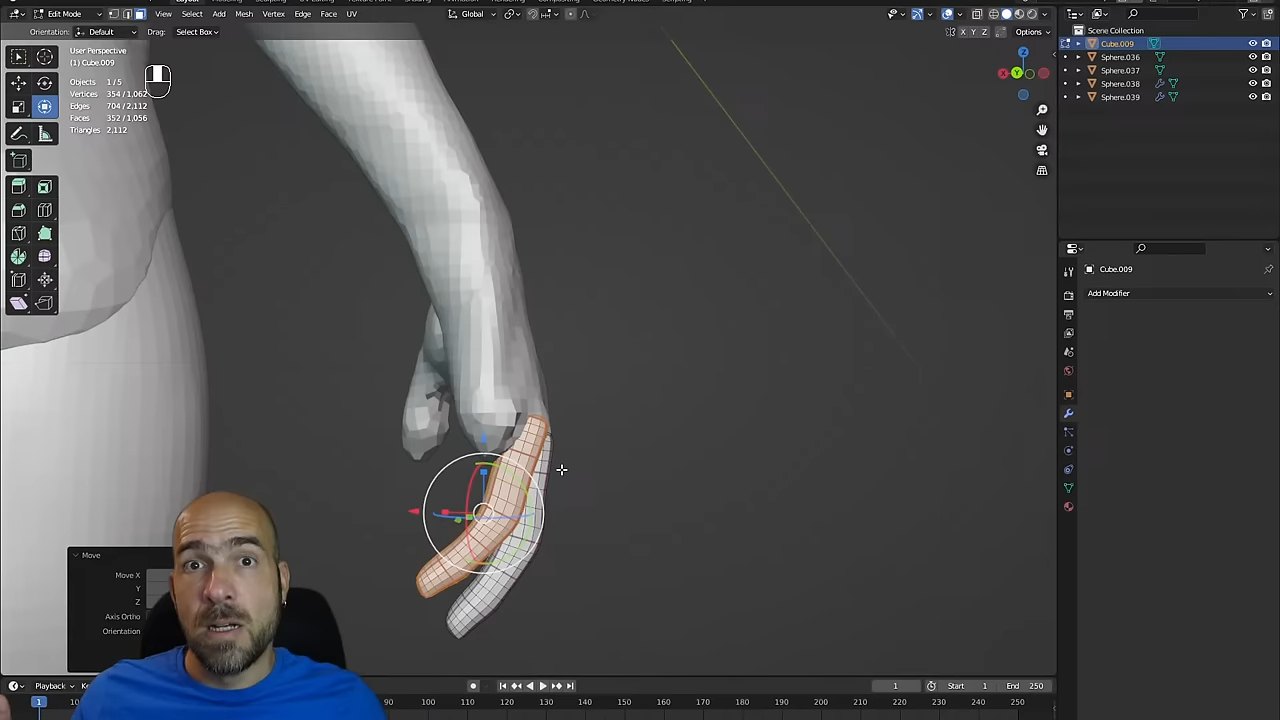 Edit Mode
View
Select
Add
Mesh
Vertex
Edge
Face
UV
Global
Orientation:
Default
Drag:
Select Box
X
Y
Z
Options
User Perspective
(1) Cube.009
Objects 1 / 5
Vertices 354 / 1,062
Edges 704 / 2,112
Faces 352 / 1,056
Triangles 2,112
Z
X
Y
Scene Collection
Cube.009
Sphere.036
Sphere.037
Sphere.038
Sphere.039
Cube.009
Add Modifier
Move
Move X
Y
Z
Axis Ortho
Orientation
Playback
1
Start 1
End 250
1
10
90
100
110
120
130
140
150
160
170
180
190
200
210
220
230
240
250